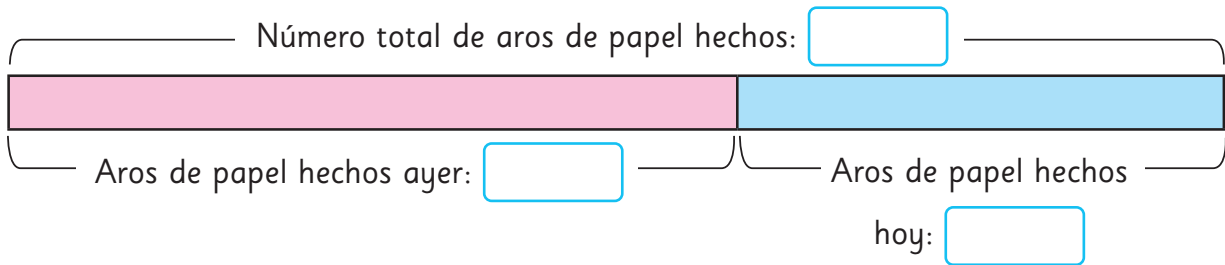 Número total de aros de papel hechos:
Aros de papel hechos ayer:
Aros de papel hechos
hoy: